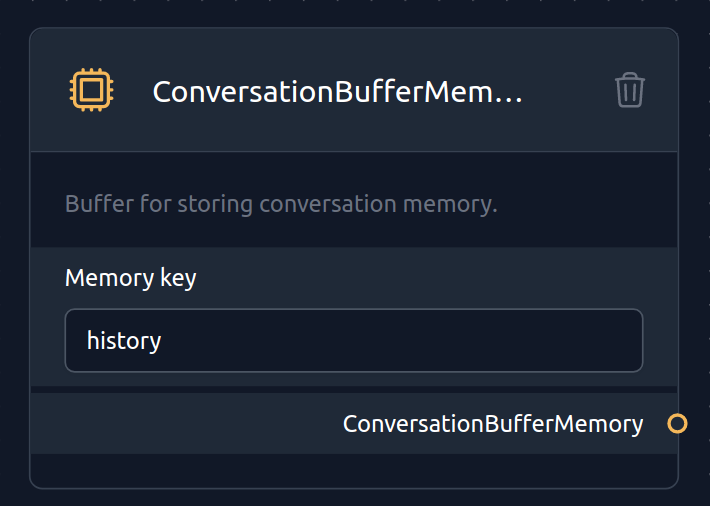 ConversationBufferMem...
Buffer for storing conversation memory.
Memory key
history
ConversationBufferMemory